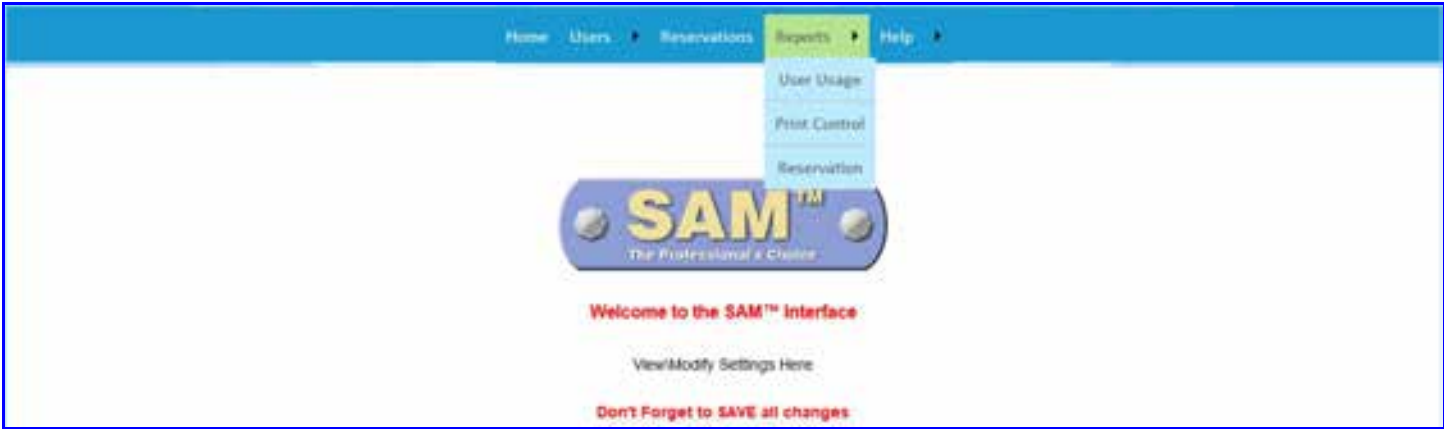 Home Users Reservations Reports Help
User Usage
Print Control
Reservation
SAM™
The Professional's Choice
Welcome to the SAM™ Interface
View\Modify Settings Here
Don't Forget to SAVE all changes